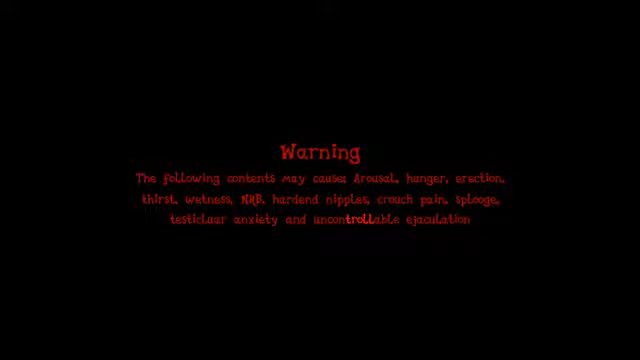 Warning
The following contents may cause: Arousal, hunger, erection,
thirst, wetness, NRB, hardend nipples, crouch pain, splooge,
testicluar anxiety and uncontrollable ejaculation